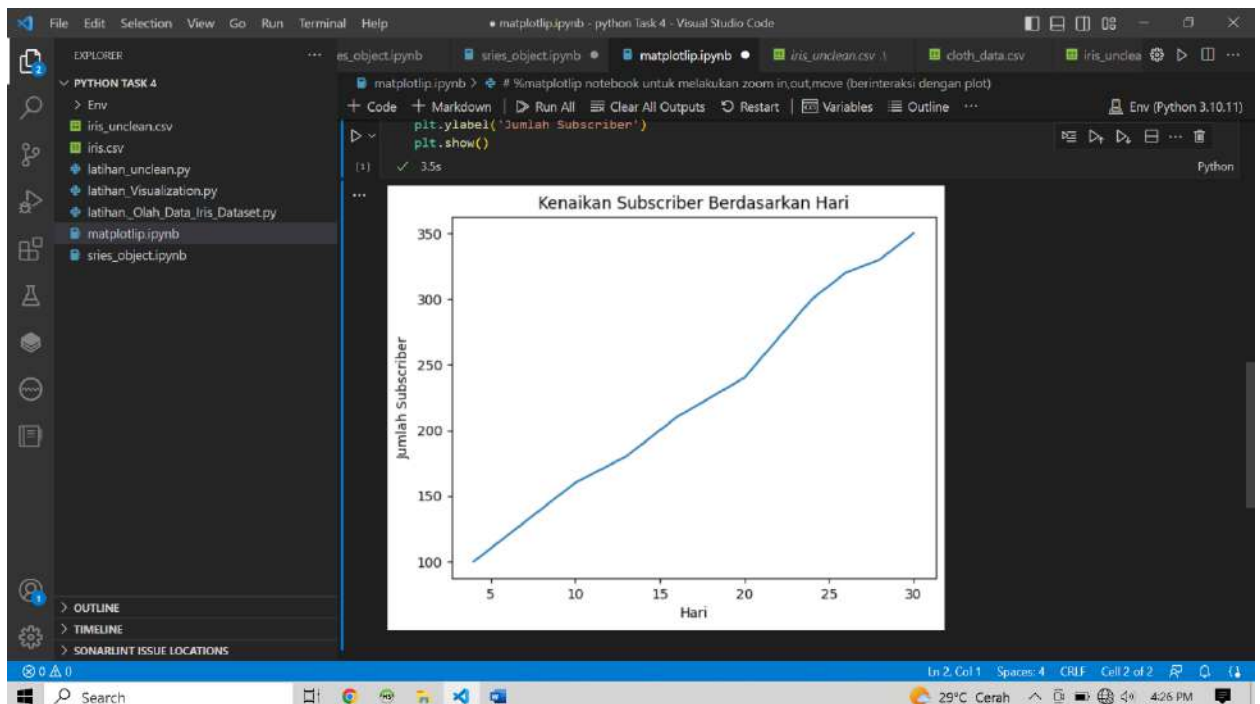 File Edit Selection View Go Run Terminal Help
● matplotlip.ipynb - python Task 4 - Visual Studio Code
EXPLORER
es_object.ipynb
sries_object.ipynb
matplotlip.ipynb
iris_unclean.csv .\
cloth_data.csv
iris_unclea
PYTHON TASK 4
> Env
iris_unclean.csv
iris.csv
latihan_unclean.py
latihan_Visualization.py
latihan._Olah_Data_Iris_Dataset.py
matplotlip.ipynb
sries_object.ipynb
matplotlip.ipynb > # %matplotlip notebook untuk melakukan zoom in,out,move (berinteraksi dengan plot)
+ Code + Markdown | Run All Clear All Outputs Restart | Variables Outline ...
Env (Python 3.10.11)
plt.ylabel('Jumlah Subscriber')
plt.show()
[1] ✓ 3.5s
Python
Kenaikan Subscriber Berdasarkan Hari
350
300
250
200
150
100
Jumlah Subscriber
5 10 15 20 25 30
Hari
> OUTLINE
> TIMELINE
> SONARLINT ISSUE LOCATIONS
2
1
0 0
Ln 2, Col 1 Spaces: 4 CRLF Cell 2 of 2
Search
29°C Cerah
4:26 PM